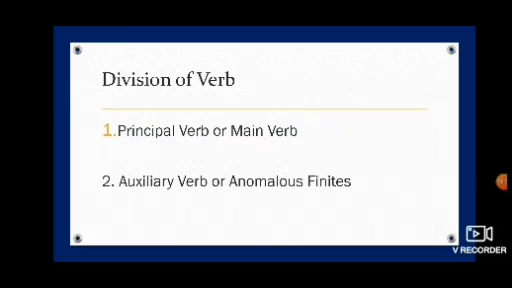 Division of Verb
1.Principal Verb or Main Verb
2. Auxiliary Verb or Anomalous Finites
V RECORDER